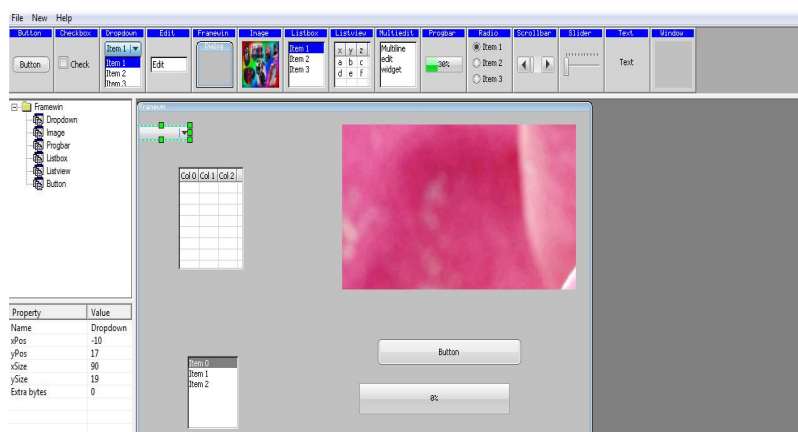 File New Help
Button Checkbox Dropdown Edit Framewin Image Listbox Listview Multiedit Progbar Radio Scrollbar Slider Text Window
Button
Check
Item 1
Item 1
Item 2
Item 3
Edit
Dialog
Item 1
Item 2
Item 3
x y z
a b c
d e f
Multiline
edit
widget
30%
Item 1
Item 2
Item 3
Text
Framewin
Dropdown
Image
Progbar
Listbox
Listview
Button
Property Value
Name Dropdown
xPos -10
yPos 17
xSize 90
ySize 19
Extra bytes 0
Framewin
Col 0 Col 1 Col 2
Item 0
Item 1
Item 2
Button
0%